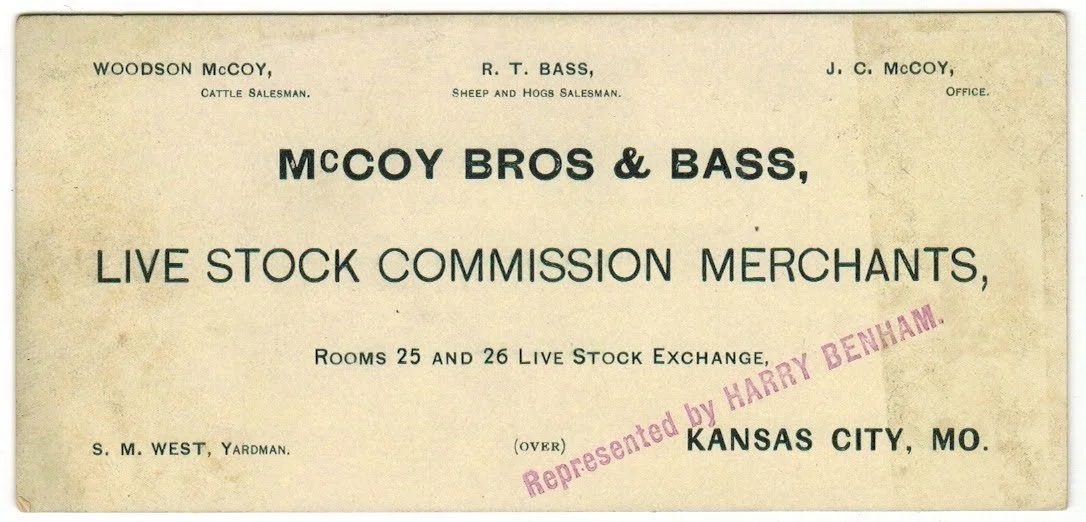 WOODSON McCOY, R. T. BASS, J. C. McCOY,
CATTLE SALESMAN. SHEEP AND HOGS SALESMAN. OFFICE.
McCOY BROS & BASS,
LIVE STOCK COMMISSION MERCHANTS,
ROOMS 25 AND 26 LIVE STOCK EXCHANGE,
S. M. WEST, YARDMAN. (OVER) KANSAS CITY, MO.
Represented by HARRY BENHAM.